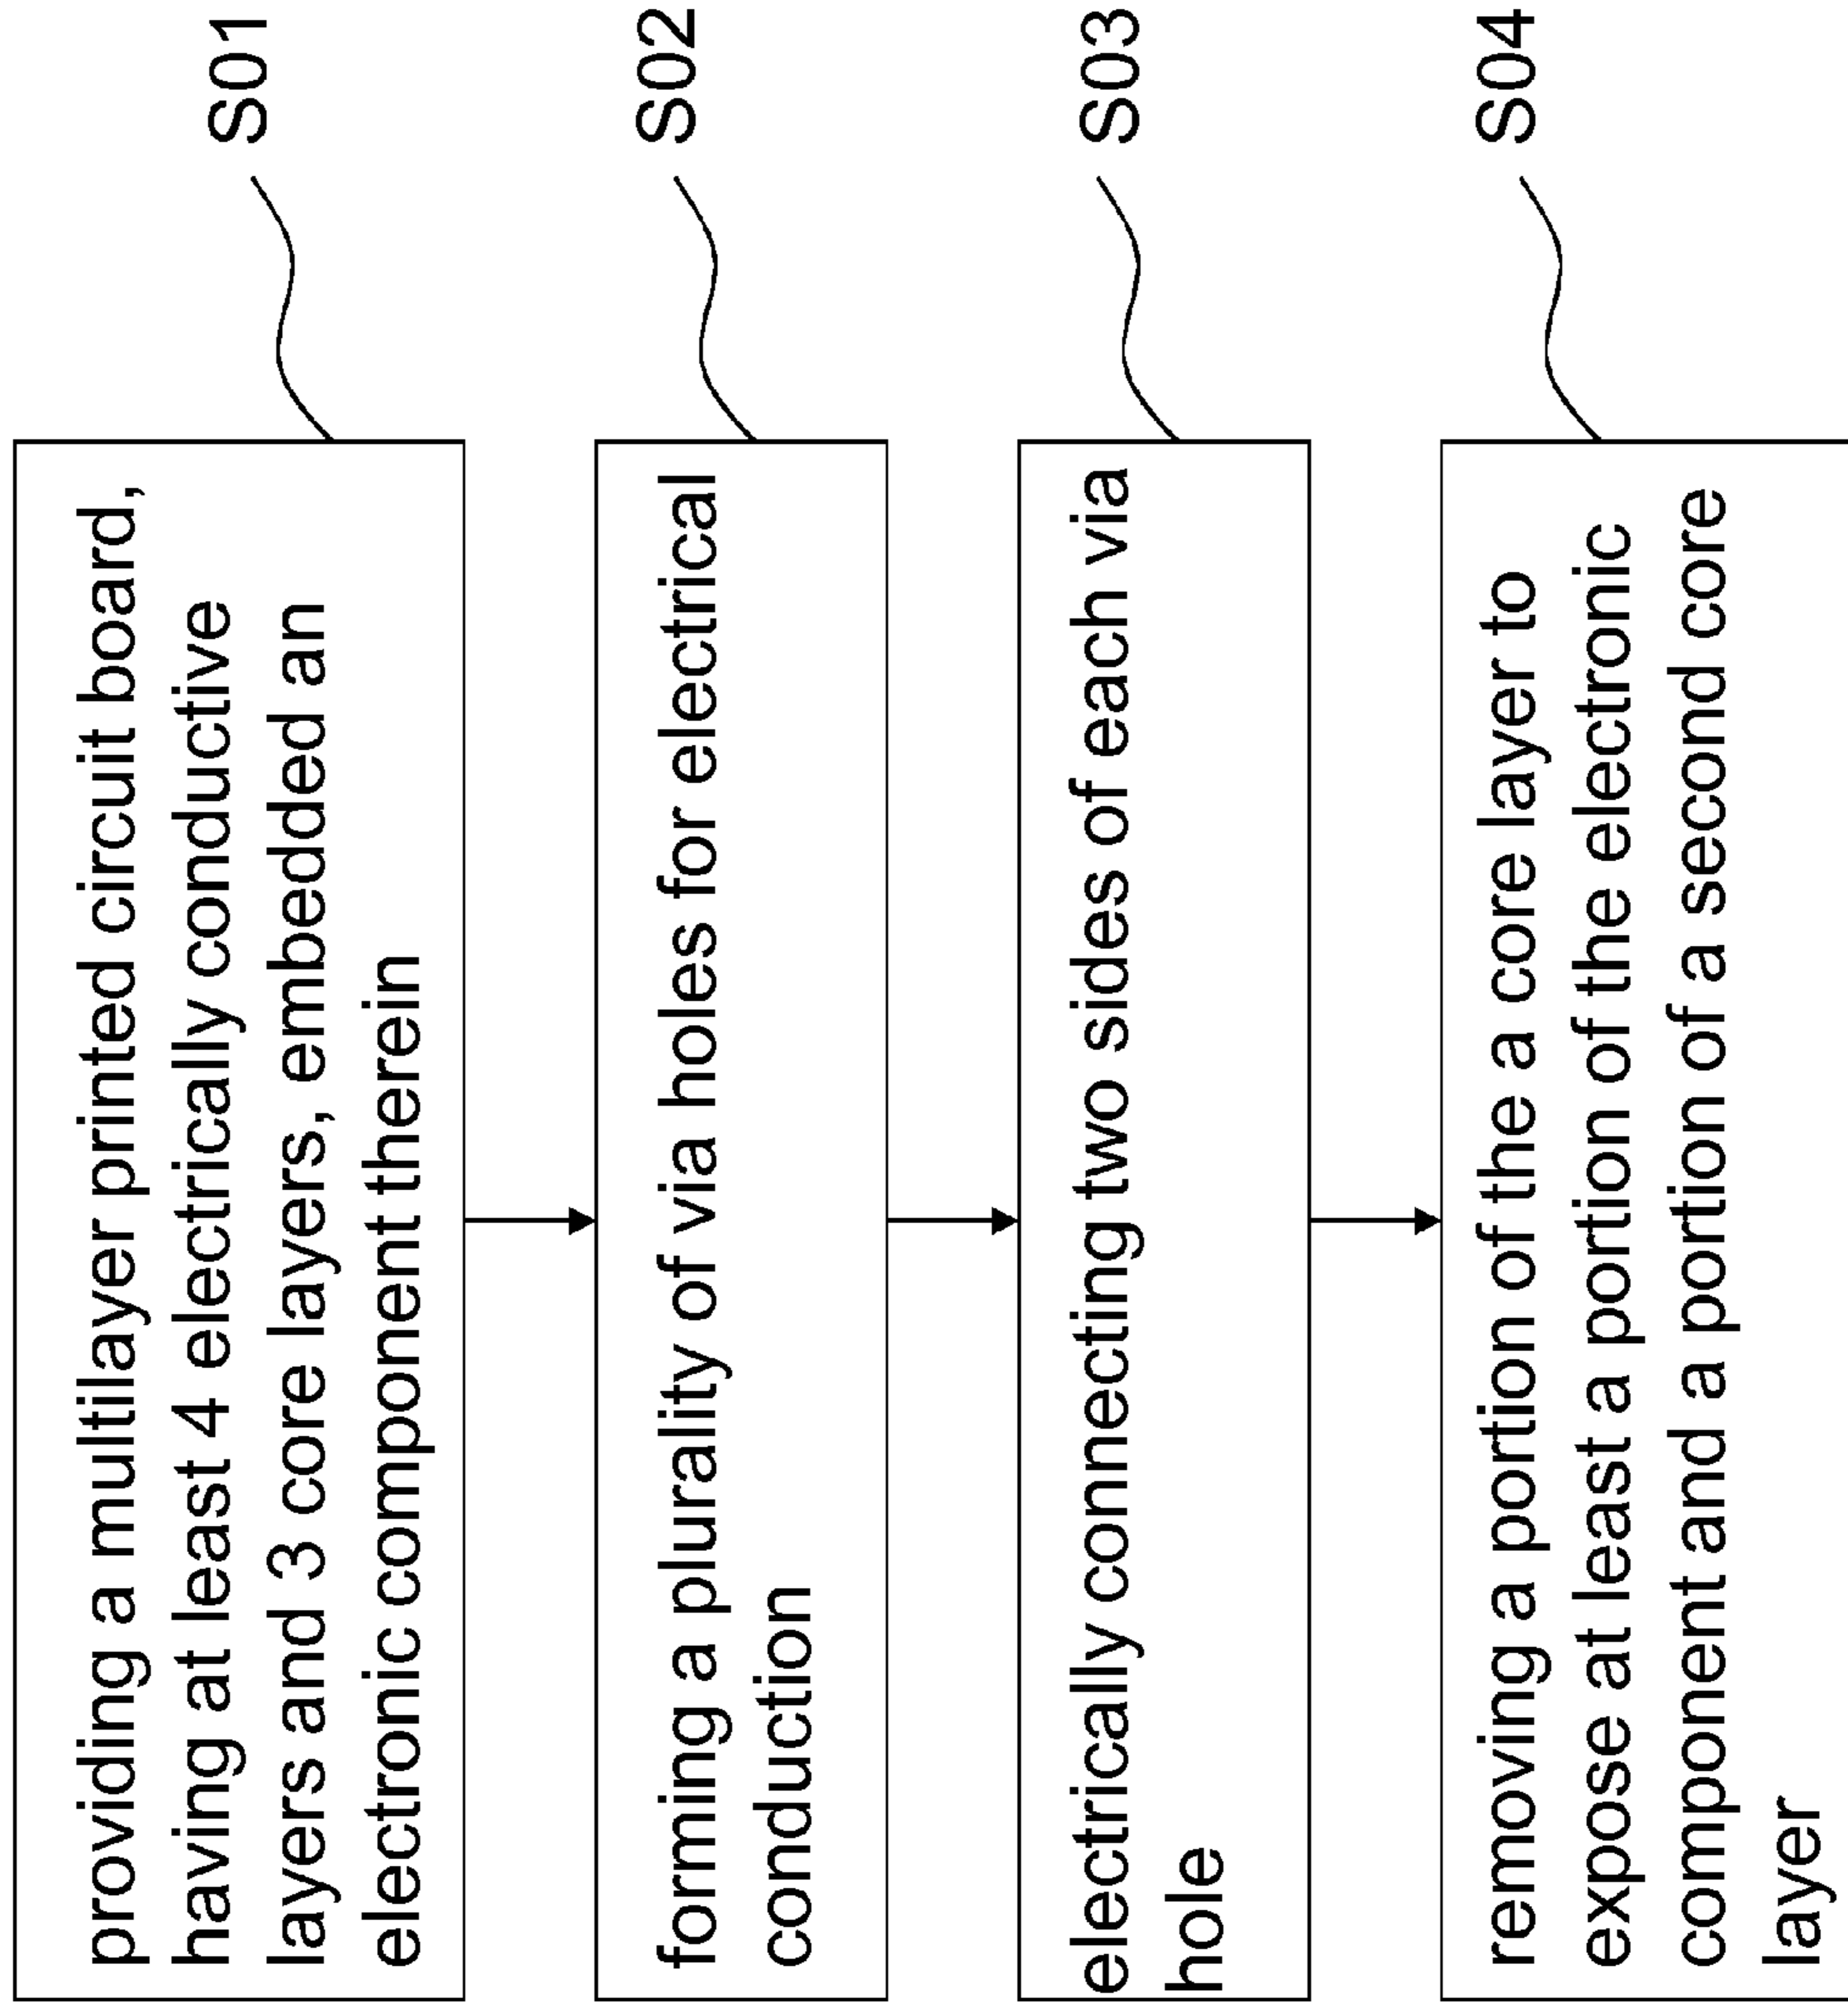 providing a multilayer printed circuit board,
having at least 4 electrically conductive
layers and 3 core layers, embedded an
electronic component therein
S01
forming a plurality of via holes for electrical
conduction
S02
electrically connecting two sides of each via
hole
S03
removing a portion of the a core layer to
expose at least a portion of the electronic
component and a portion of a second core
layer
S04